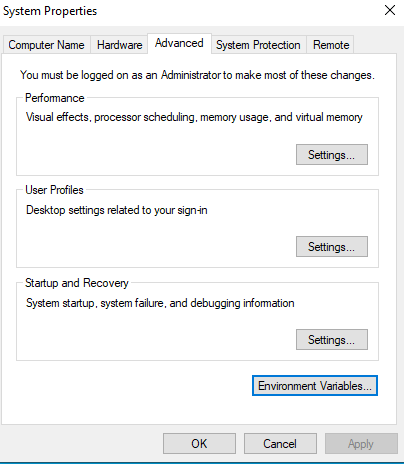 System Properties
Computer Name Hardware Advanced System Protection Remote
You must be logged on as an Administrator to make most of these changes.
Performance
Visual effects, processor scheduling, memory usage, and virtual memory
Settings...
User Profiles
Desktop settings related to your sign-in
Settings...
Startup and Recovery
System startup, system failure, and debugging information
Settings...
Environment Variables...
OK Cancel Apply